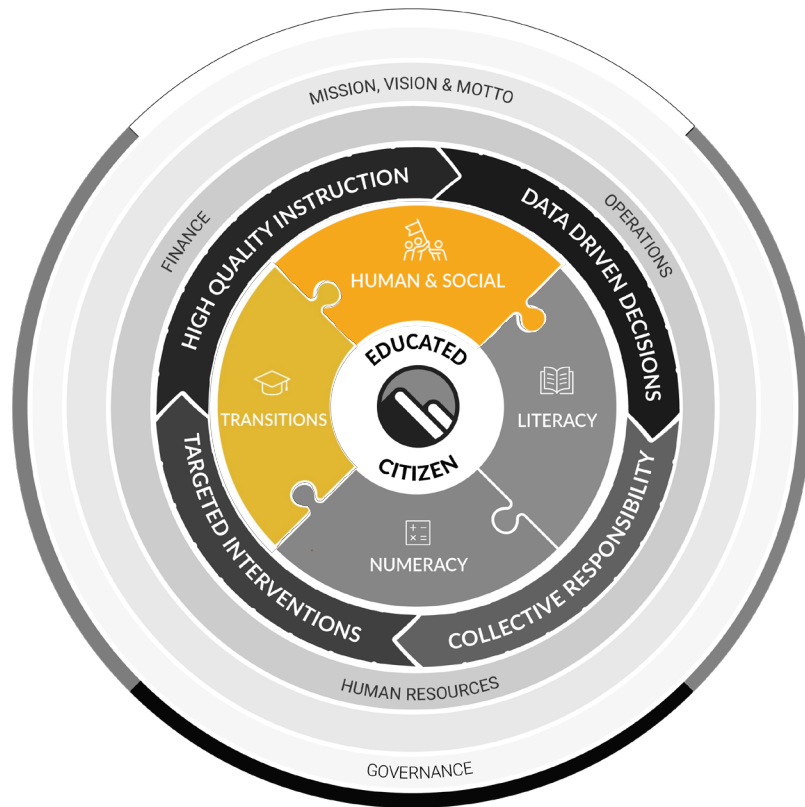 MISSION, VISION & MOTTO
FINANCE
OPERATIONS
HIGH QUALITY INSTRUCTION
DATA DRIVEN DECISIONS
HUMAN & SOCIAL
EDUCATED
CITIZEN
TRANSITIONS
LITERACY
NUMERACY
TARGETED INTERVENTIONS
COLLECTIVE RESPONSIBILITY
HUMAN RESOURCES
GOVERNANCE